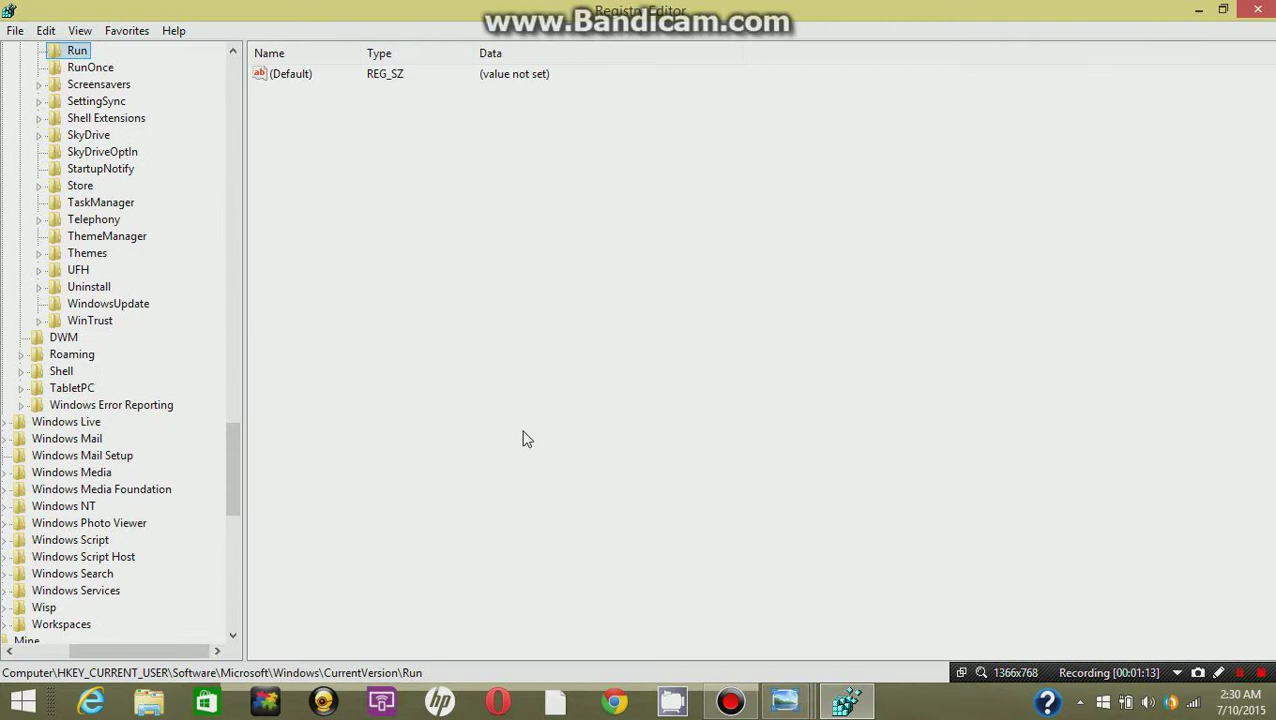 Registry Editor
www.Bandicam.com
File Edit View Favorites Help
Run
RunOnce
Screensavers
SettingSync
Shell Extensions
SkyDrive
SkyDriveOptIn
StartupNotify
Store
TaskManager
Telephony
ThemeManager
Themes
UFH
Uninstall
WindowsUpdate
WinTrust
DWM
Roaming
Shell
TabletPC
Windows Error Reporting
Windows Live
Windows Mail
Windows Mail Setup
Windows Media
Windows Media Foundation
Windows NT
Windows Photo Viewer
Windows Script
Windows Script Host
Windows Search
Windows Services
Wisp
Workspaces
Mine
Name Type Data
ab (Default) REG_SZ (value not set)
Computer\HKEY_CURRENT_USER\Software\Microsoft\Windows\CurrentVersion\Run
1366x768 Recording [00:01:13]
hp
2:30 AM
7/10/2015